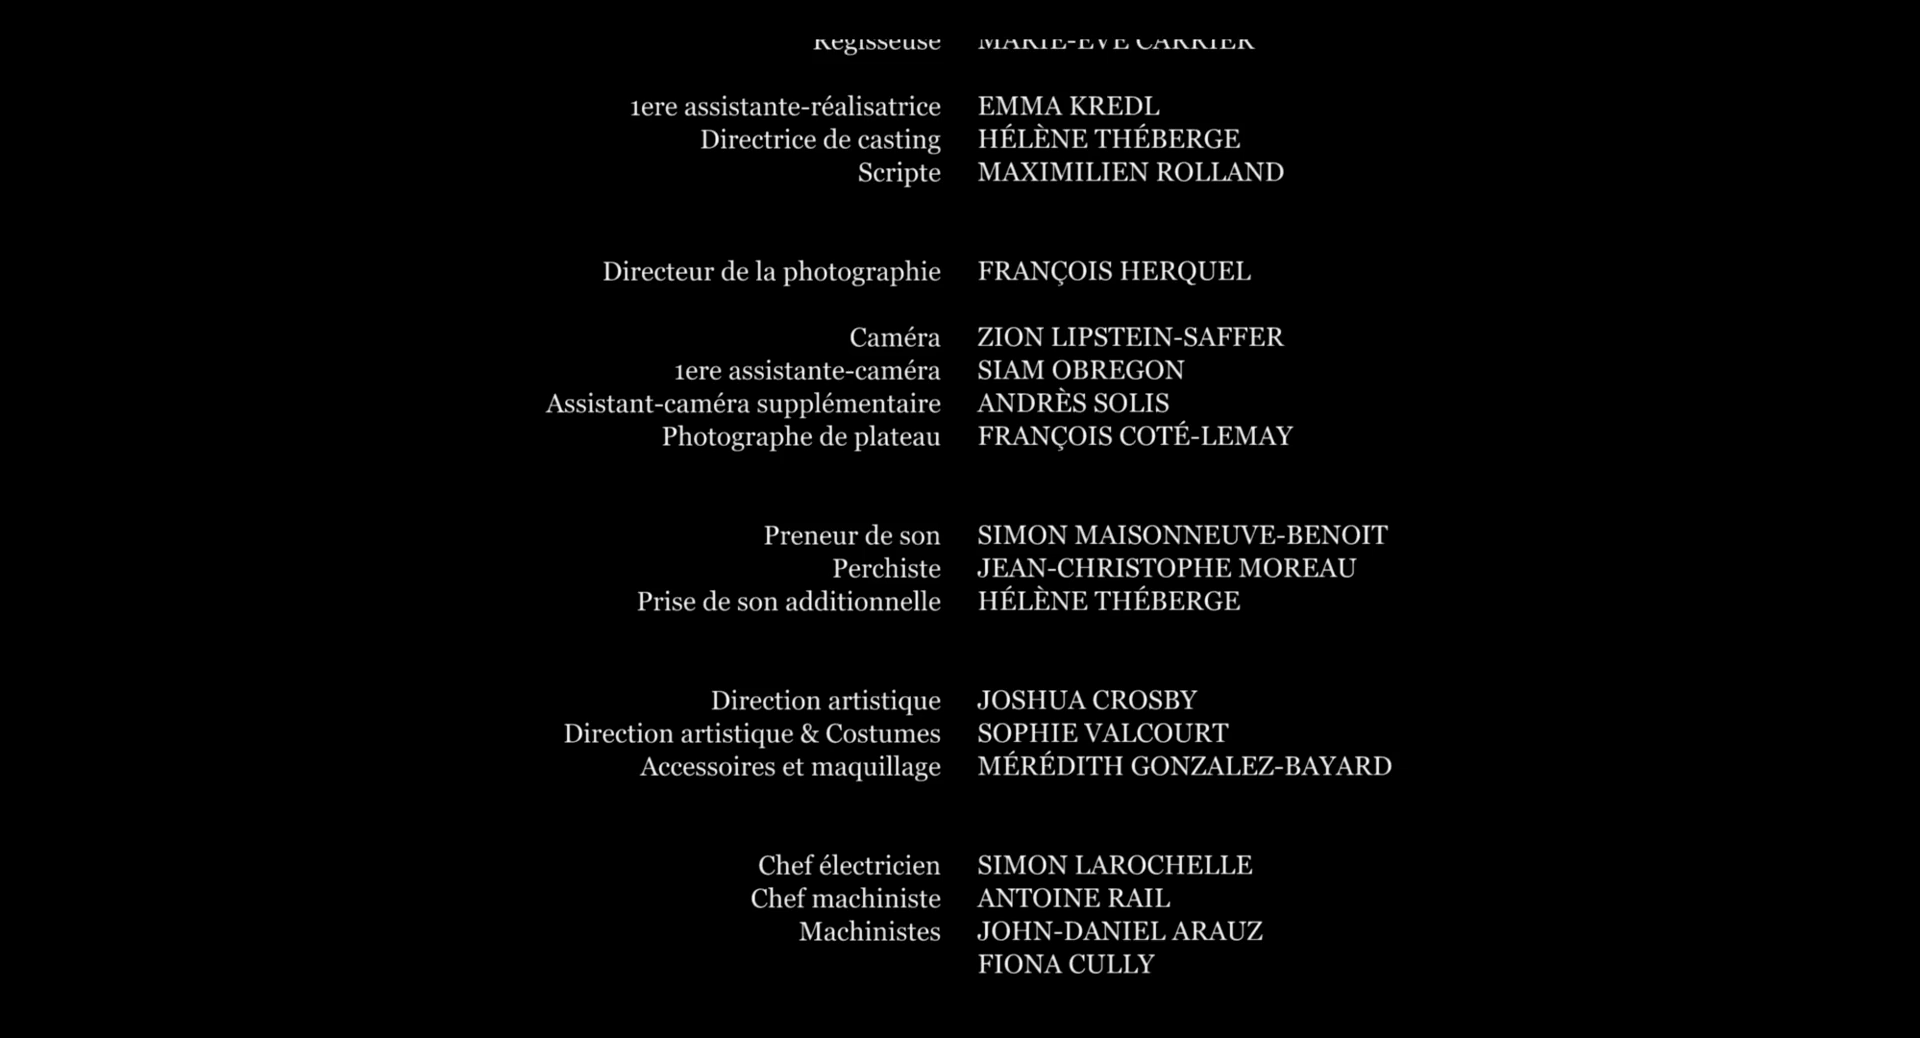 Régisseuse MARIE-EVE CARRIER
1ere assistante-réalisatrice EMMA KREDL
Directrice de casting HÉLÈNE THÉBERGE
Scripte MAXIMILIEN ROLLAND
Directeur de la photographie FRANÇOIS HERQUEL
Caméra ZION LIPSTEIN-SAFFER
1ere assistante-caméra SIAM OBREGON
Assistant-caméra supplémentaire ANDRÈS SOLIS
Photographe de plateau FRANÇOIS COTÉ-LEMAY
Preneur de son SIMON MAISONNEUVE-BENOIT
Perchiste JEAN-CHRISTOPHE MOREAU
Prise de son additionnelle HÉLÈNE THÉBERGE
Direction artistique JOSHUA CROSBY
Direction artistique & Costumes SOPHIE VALCOURT
Accessoires et maquillage MÉRÉDITH GONZALEZ-BAYARD
Chef électricien SIMON LAROCHELLE
Chef machiniste ANTOINE RAIL
Machinistes JOHN-DANIEL ARAUZ
FIONA CULLY